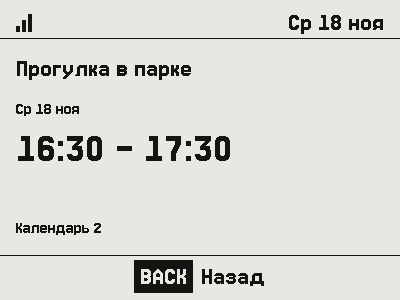 Ср 18 ноя
Прогулка в парке
Ср 18 ноя
16:30 – 17:30
Календарь 2
BACK Назад